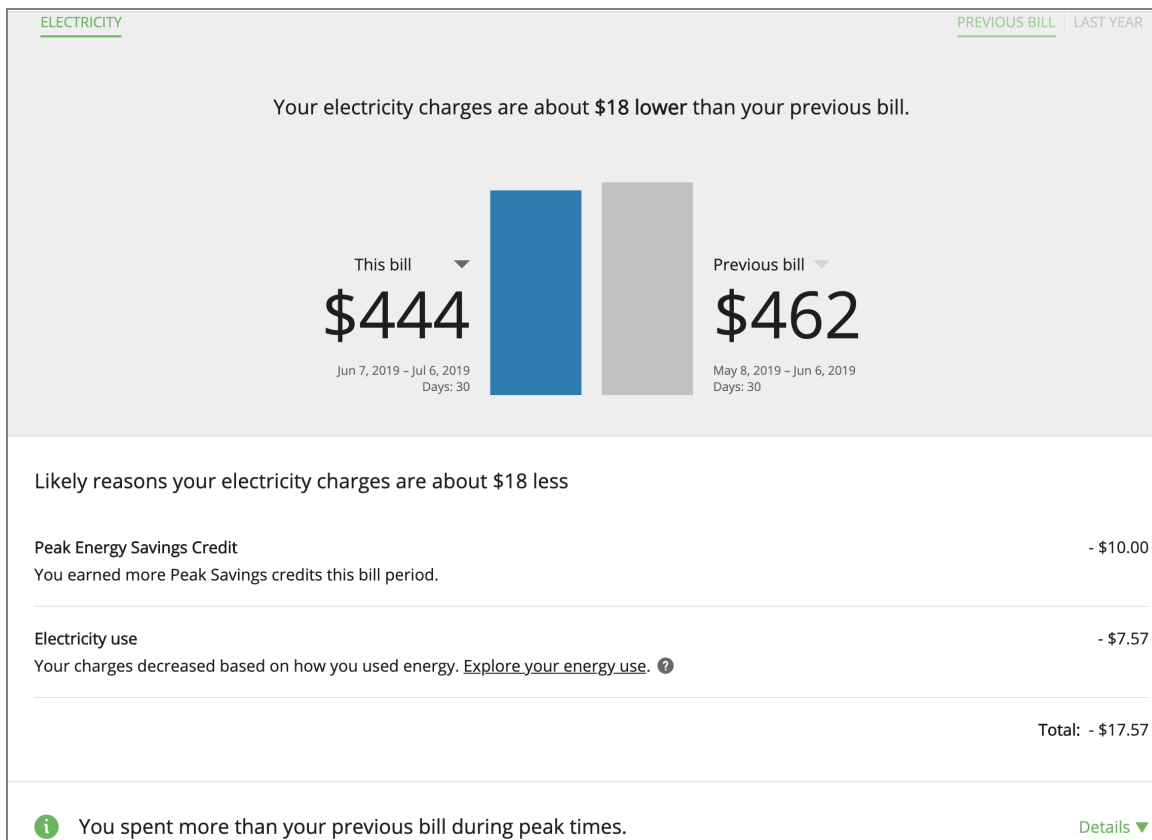 ELECTRICITY
PREVIOUS BILL | LAST YEAR
Your electricity charges are about $18 lower than your previous bill.
This bill
$444
Jun 7, 2019 – Jul 6, 2019
Days: 30
Previous bill
$462
May 8, 2019 – Jun 6, 2019
Days: 30
Likely reasons your electricity charges are about $18 less
Peak Energy Savings Credit
- $10.00
You earned more Peak Savings credits this bill period.
Electricity use
- $7.57
Your charges decreased based on how you used energy. Explore your energy use. ?
Total: - $17.57
i You spent more than your previous bill during peak times.
Details ▼